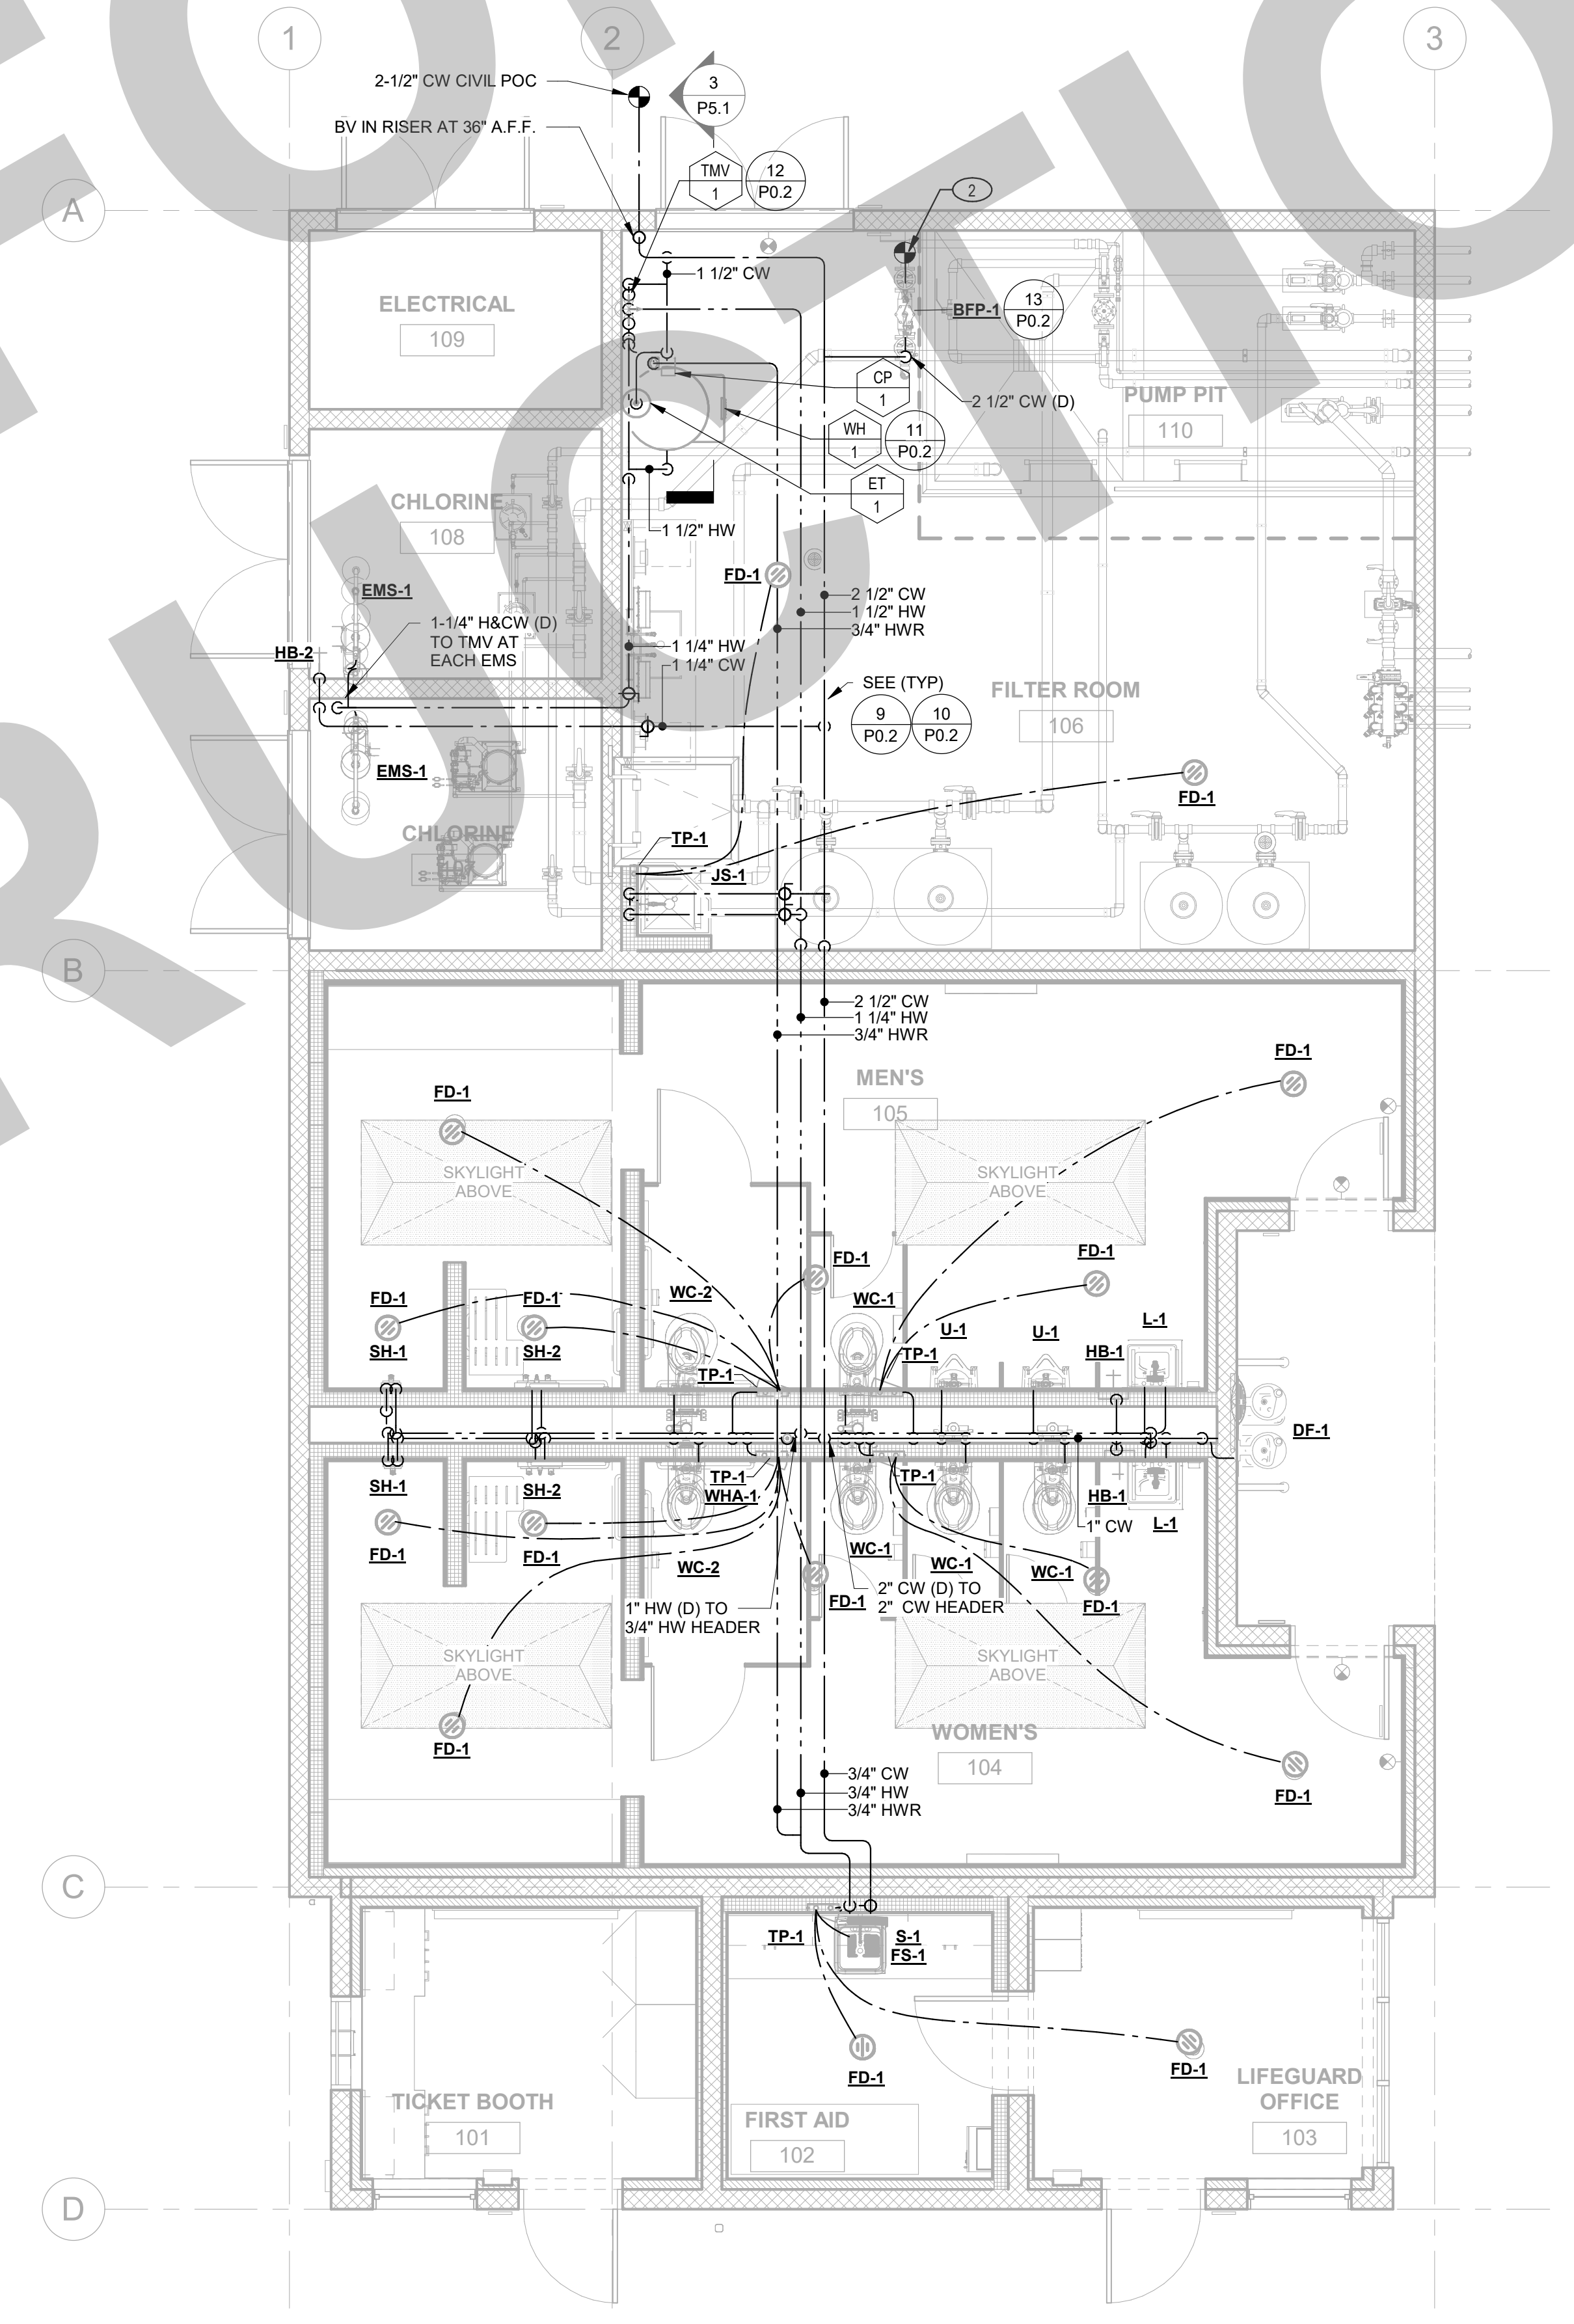 1
2
3
2-1/2" CW CIVIL POC
3
P5.1
BV IN RISER AT 36" A.F.F.
TMV
1
12
P0.2
2
A
1 1/2" CW
ELECTRICAL
109
BFP-1
13
P0.2
CP
1
2 1/2" CW (D)
PUMP PIT
110
WH
1
11
P0.2
ET
1
CHLORINE
108
1 1/2" HW
FD-1
EMS-1
2 1/2" CW
1 1/2" HW
3/4" HWR
1-1/4" H&CW (D)
TO TMV AT
EACH EMS
HB-2
1 1/4" HW
1 1/4" CW
SEE (TYP)
9
P0.2
10
P0.2
FILTER ROOM
106
EMS-1
FD-1
CHLORINE
TP-1
JS-1
B
2 1/2" CW
1 1/4" HW
3/4" HWR
MEN'S
105
FD-1
FD-1
SKYLIGHT
ABOVE
SKYLIGHT
ABOVE
FD-1
FD-1
WC-2
WC-1
FD-1
FD-1
U-1
U-1
L-1
SH-1
SH-2
HB-1
TP-1
TP-1
DF-1
SH-1
SH-2
TP-1
WHA-1
TP-1
HB-1
L-1
1" CW
FD-1
FD-1
WC-2
WC-1
WC-1
WC-1
FD-1
FD-1
1" HW (D) TO
3/4" HW HEADER
2" CW (D) TO
2" CW HEADER
SKYLIGHT
ABOVE
SKYLIGHT
ABOVE
FD-1
WOMEN'S
104
3/4" CW
3/4" HW
3/4" HWR
FD-1
C
TP-1
S-1
FS-1
FD-1
FD-1
TICKET BOOTH
101
FIRST AID
102
LIFEGUARD
OFFICE
103
D